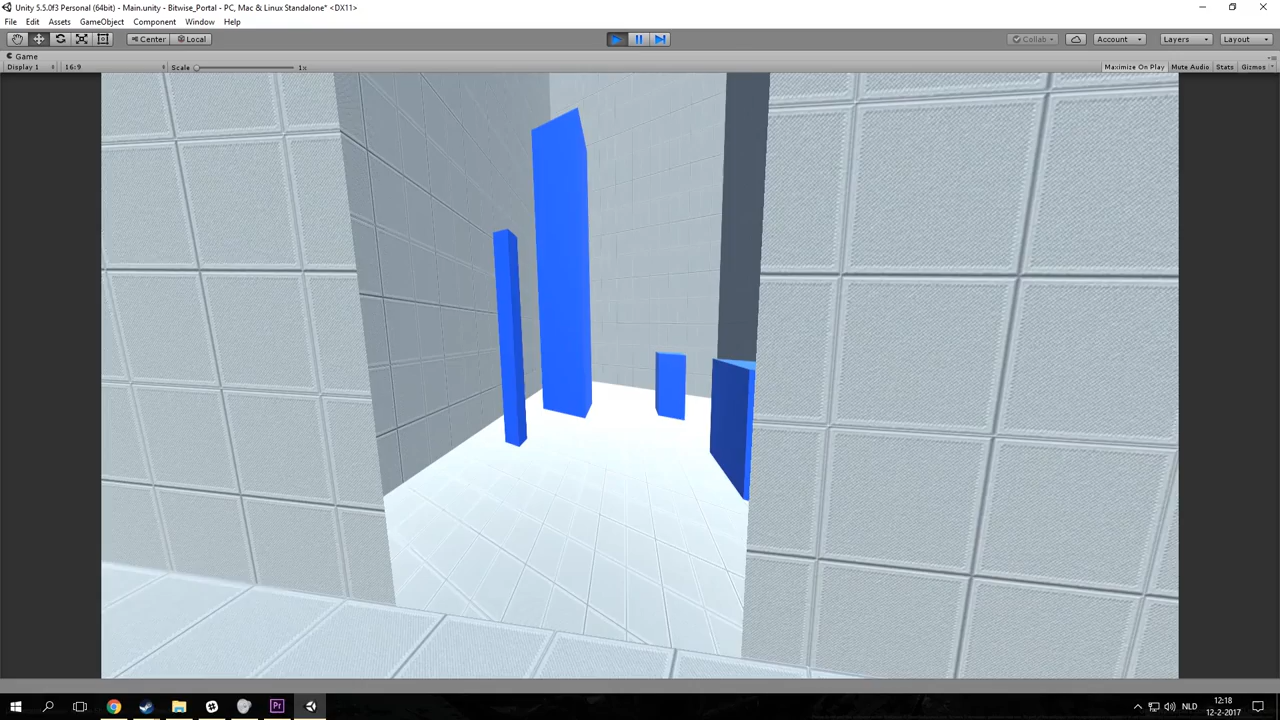 Unity 5.5.0f3 Personal (64bit) - Main.unity - Bitwise_Portal - PC, Mac & Linux Standalone* <DX11>
File Edit Assets GameObject Component Window Help
Center Local Collab Account Layers Layout
Game
Display 1 16:9 Scale 1x Maximize On Play Mute Audio Stats Gizmos
Pr NLD 12:18
12-2-2017